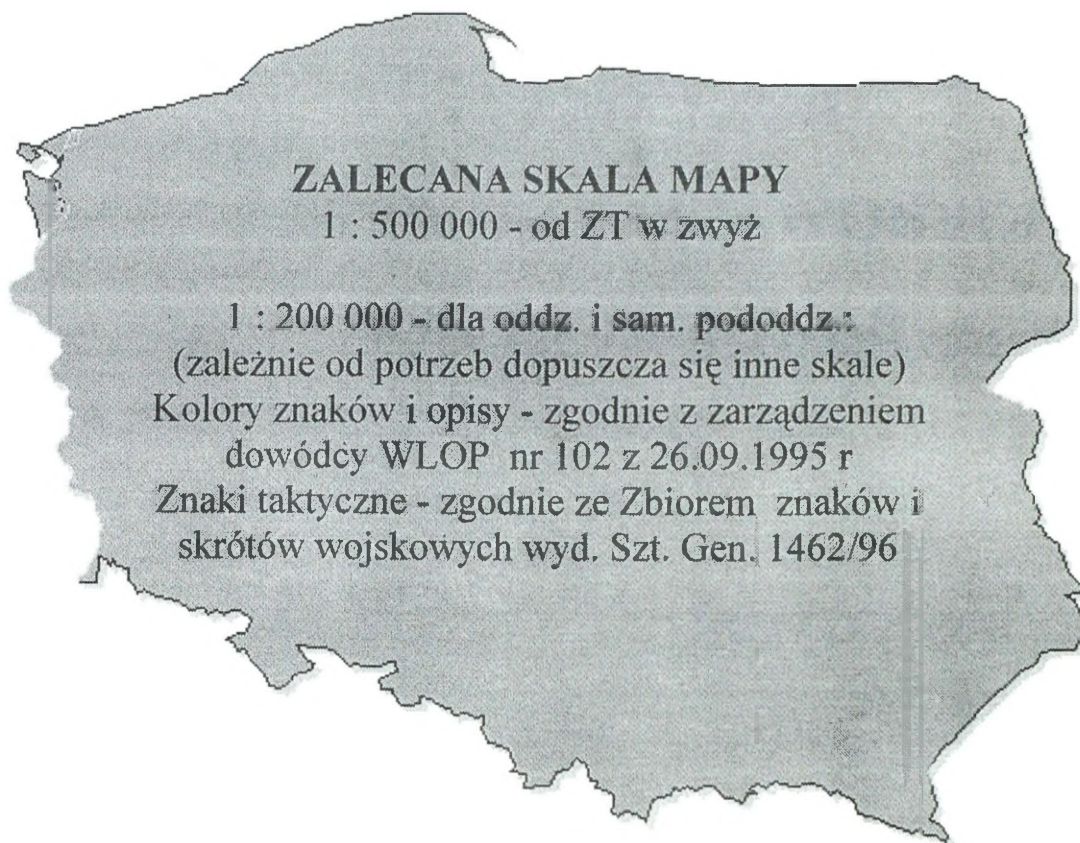 ZALECANA SKALA MAPY
1 : 500 000 - od ZT w zwyż
1 : 200 000 - dla oddz. i sam. pododdz.:
(zależnie od potrzeb dopuszcza się inne skale)
Kolory znaków i opisy - zgodnie z zarządzeniem
dowódcy WLOP nr 102 z 26.09.1995 r
Znaki taktyczne - zgodnie ze Zbiorem znaków i
skrótów wojskowych wyd. Szt. Gen. 1462/96